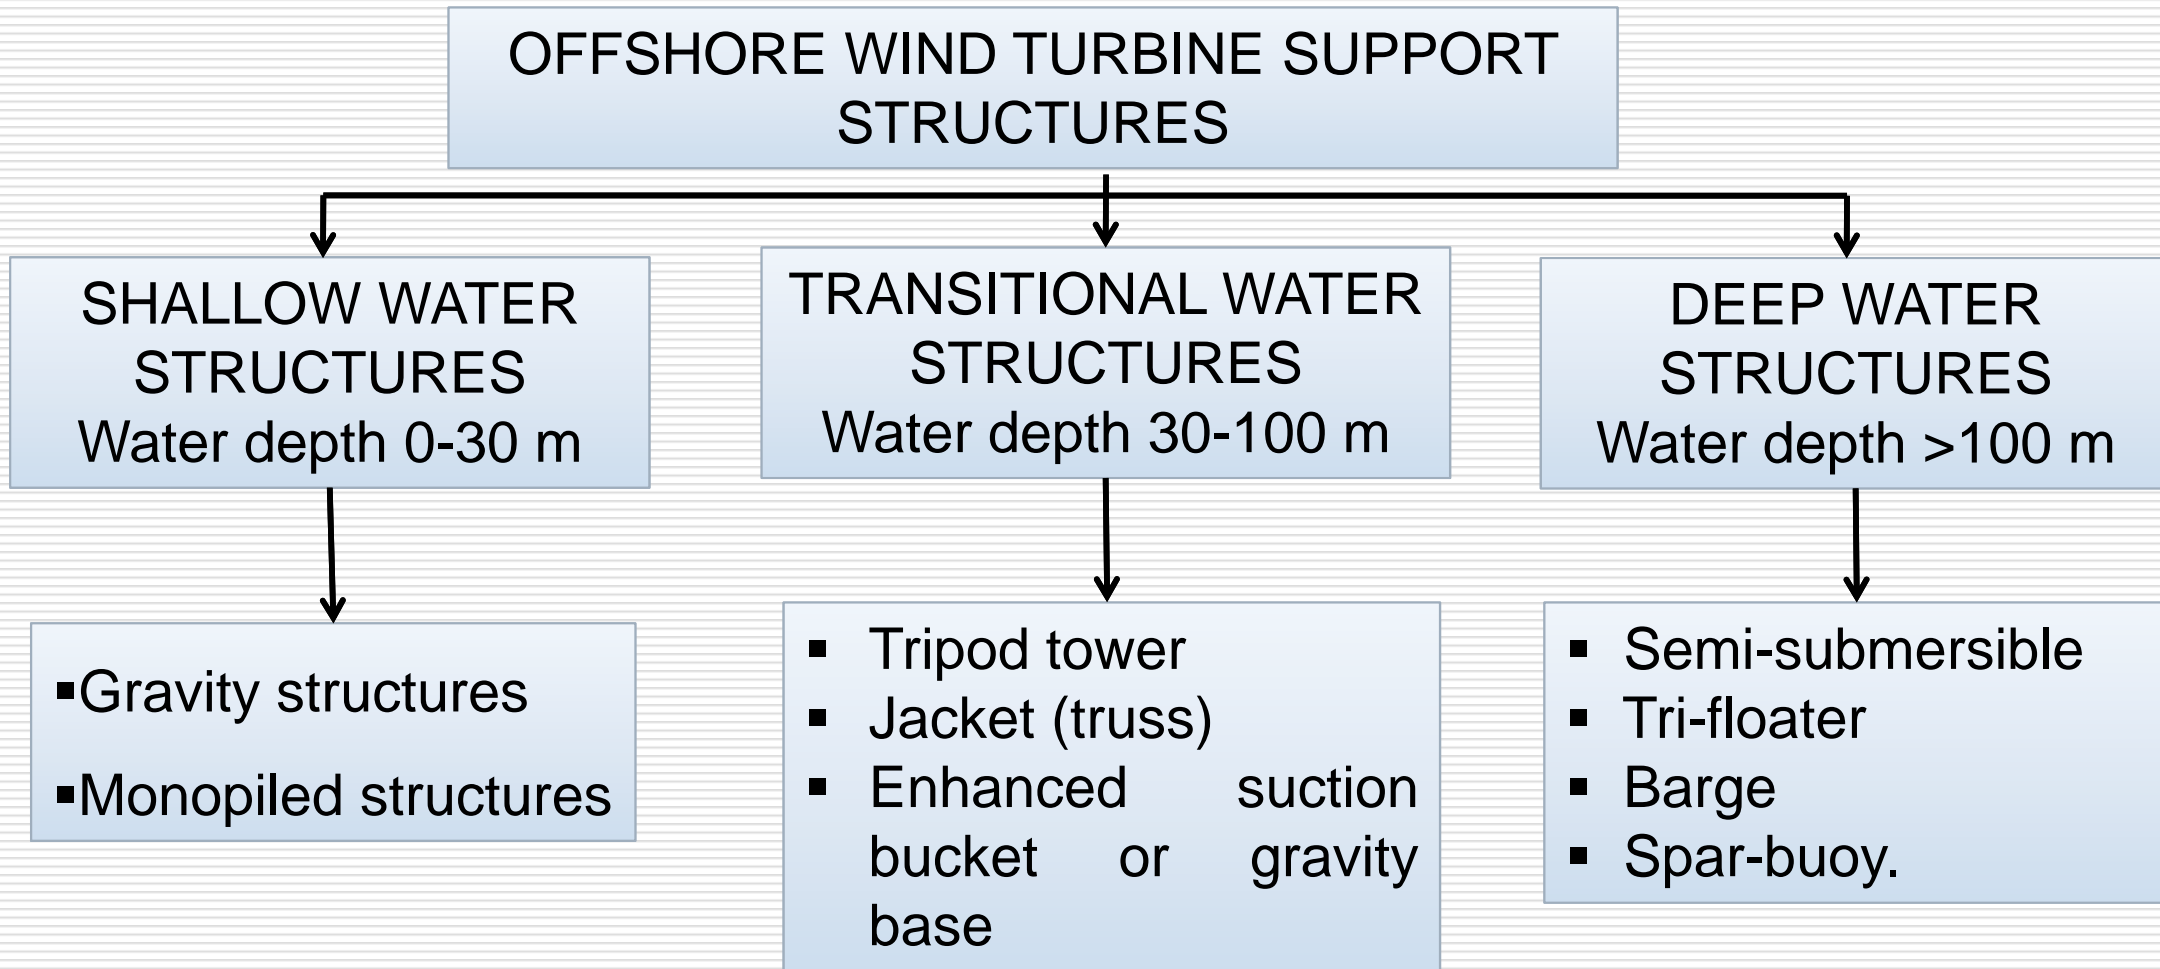 OFFSHORE WIND TURBINE SUPPORT
STRUCTURES
SHALLOW WATER
STRUCTURES
Water depth 0-30 m
TRANSITIONAL WATER
STRUCTURES
Water depth 30-100 m
DEEP WATER
STRUCTURES
Water depth >100 m
▪Gravity structures
▪Monopiled structures
▪ Tripod tower
▪ Jacket (truss)
▪ Enhanced suction
bucket or gravity
base
▪ Semi-submersible
▪ Tri-floater
▪ Barge
▪ Spar-buoy.